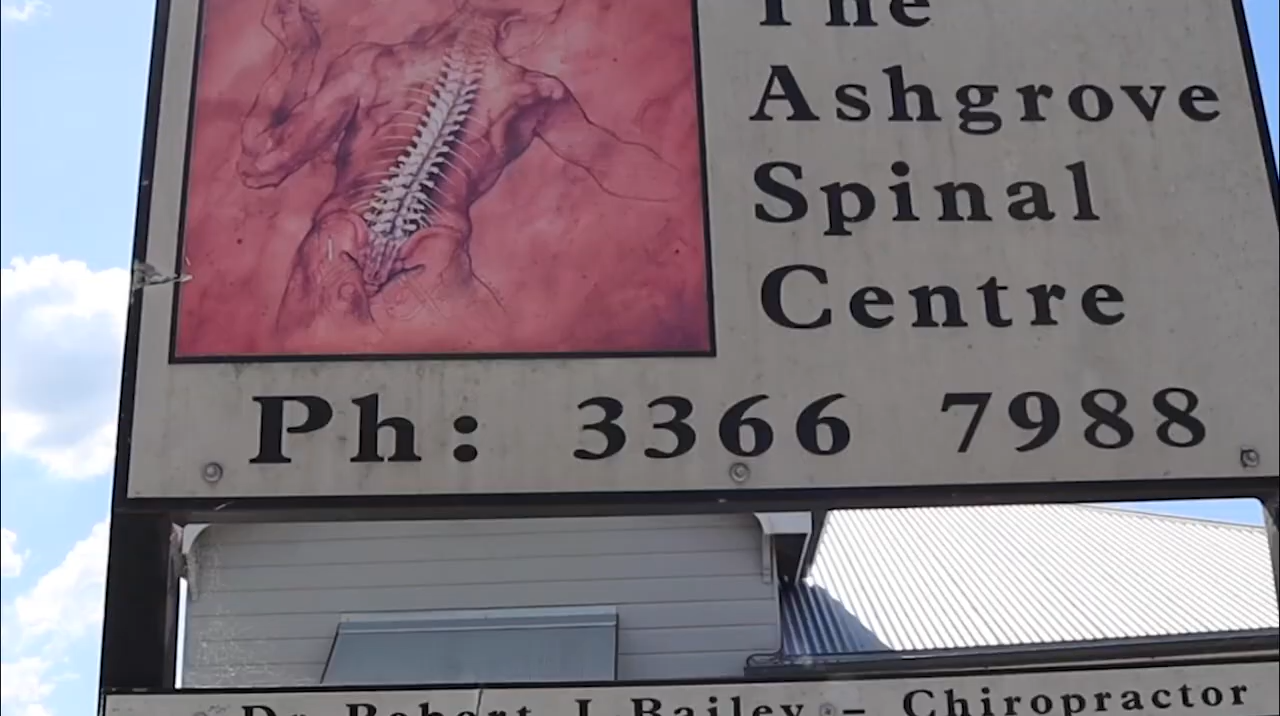 The
Ashgrove
Spinal
Centre
Ph: 3366 7988
Dr Robert J Bailey - Chiropractor